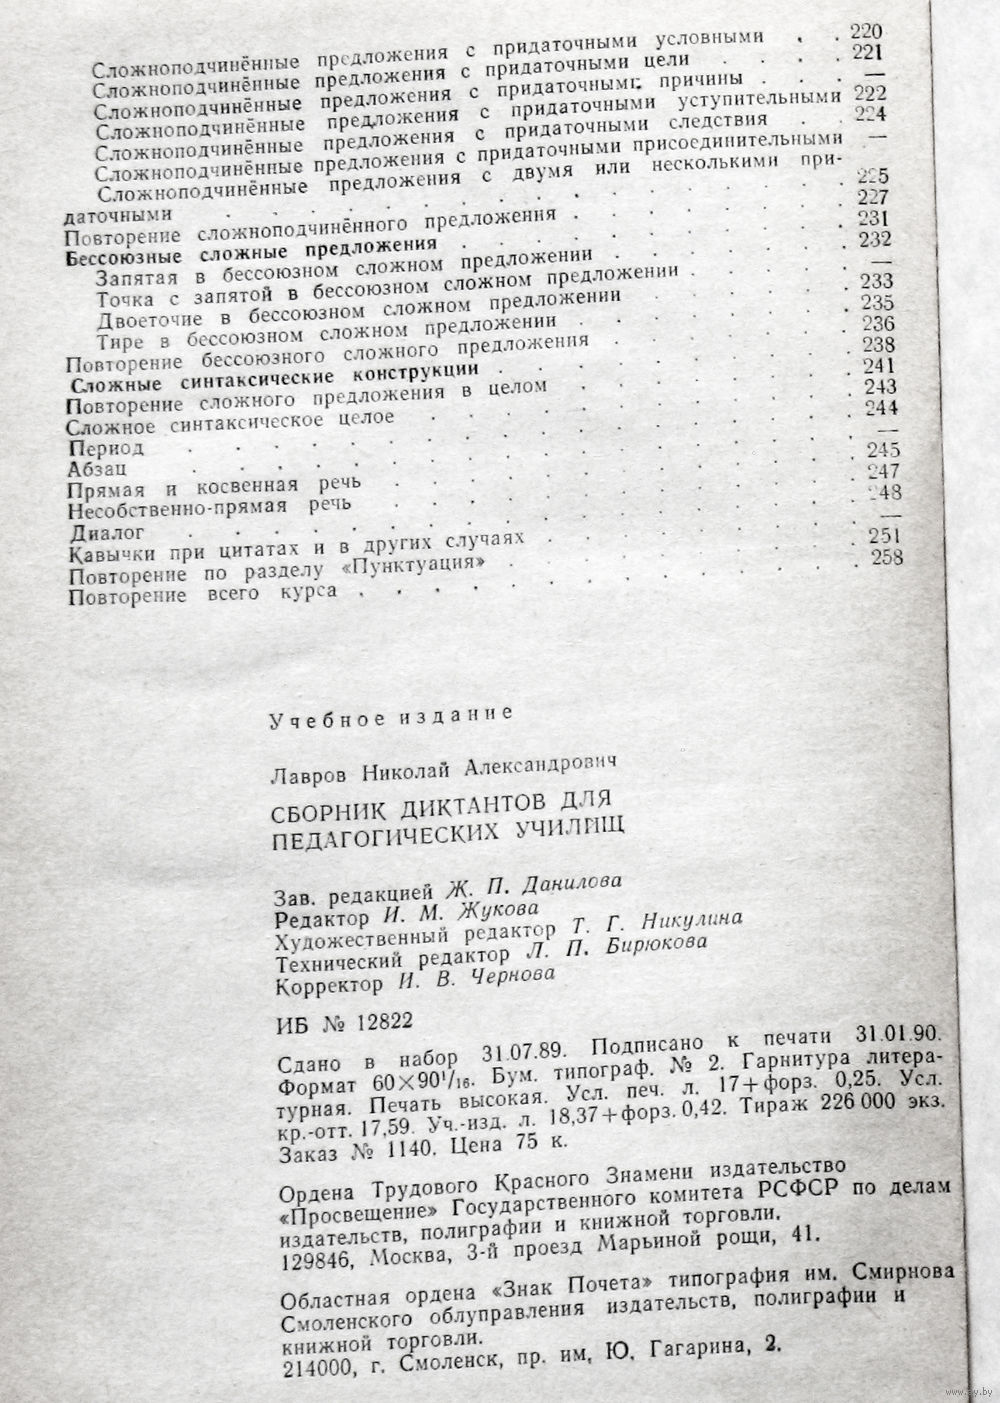 Сложноподчинённые предложения с придаточными условными . . 220
Сложноподчинённые предложения с придаточными цели . . . . 221
Сложноподчинённые предложения с придаточными причины . . . —
Сложноподчинённые предложения с придаточными уступительными 222
Сложноподчинённые предложения с придаточными следствия . . 224
Сложноподчинённые предложения с придаточными присоединительными —
Сложноподчинённые предложения с двумя или несколькими при-
даточными . . . . . . . . . . 225
Повторение сложноподчинённого предложения . . . . . . . 227
Бессоюзные сложные предложения . . . . . . . . . 231
Запятая в бессоюзном сложном предложении . . . . . . 232
Точка с запятой в бессоюзном сложном предложении . . . . —
Двоеточие в бессоюзном сложном предложении . . . . . 233
Тире в бессоюзном сложном предложении . . . . . . . 235
Повторение бессоюзного сложного предложения . . . . . . 236
Сложные синтаксические конструкции . . . . . . . . 238
Повторение сложного предложения в целом . . . . . . . 241
Сложное синтаксическое целое . . . . . . . . . . 243
Период . . . . . . . . . . . . 244
Абзац . . . . . . . . . . . . —
Прямая и косвенная речь . . . . . . . . . . 245
Несобственно-прямая речь . . . . . . . . . . 247
Диалог . . . . . . . . . . . . 248
Кавычки при цитатах и в других случаях . . . . . . . —
Повторение по разделу «Пунктуация» . . . . . . . . 251
Повторение всего курса . . . . . . . . . . . 258
Учебное издание
Лавров Николай Александрович
СБОРНИК ДИКТАНТОВ ДЛЯ
ПЕДАГОГИЧЕСКИХ УЧИЛИЩ
Зав. редакцией Ж. П. Данилова
Редактор И. М. Жукова
Художественный редактор Т. Г. Никулина
Технический редактор Л. П. Бирюкова
Корректор И. В. Чернова
ИБ № 12822
Сдано в набор 31.07.89. Подписано к печати 31.01.90.
Формат 60×90¹/₁₆. Бум. типограф. № 2. Гарнитура литера-
турная. Печать высокая. Усл. печ. л. 17+форз. 0,25. Усл.
кр.-отт. 17,59. Уч.-изд. л. 18,37+форз. 0,42. Тираж 226 000 экз.
Заказ № 1140. Цена 75 к.
Ордена Трудового Красного Знамени издательство
«Просвещение» Государственного комитета РСФСР по делам
издательств, полиграфии и книжной торговли.
129846, Москва, 3-й проезд Марьиной рощи, 41.
Областная ордена «Знак Почета» типография им. Смирнова
Смоленского облуправления издательств, полиграфии и
книжной торговли.
214000, г. Смоленск, пр. им. Ю. Гагарина, 2.
www.ay.by